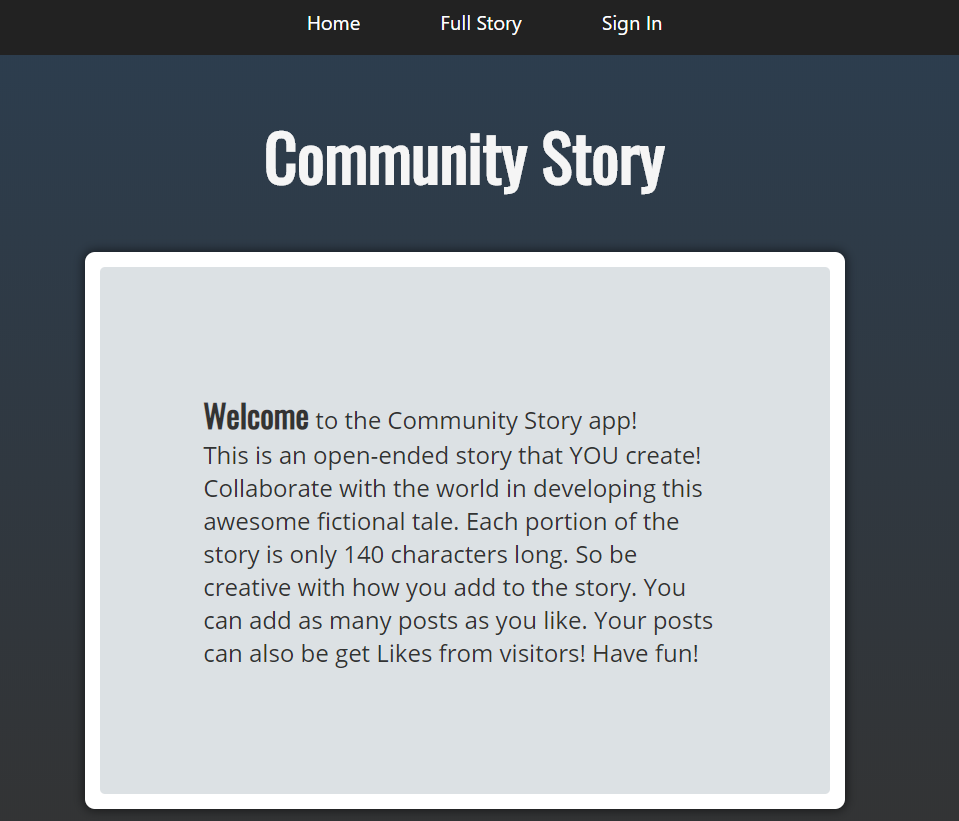 Home Full Story Sign In
Community Story
Welcome to the Community Story app!
This is an open-ended story that YOU create!
Collaborate with the world in developing this
awesome fictional tale. Each portion of the
story is only 140 characters long. So be
creative with how you add to the story. You
can add as many posts as you like. Your posts
can also be get Likes from visitors! Have fun!